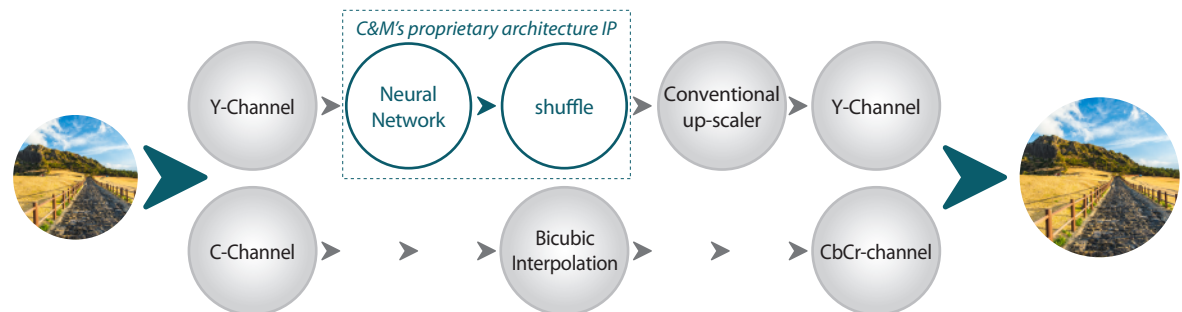 C&M's proprietary architecture IP
Y-Channel
Neural
Network
shuffle
Conventional
up-scaler
Y-Channel
C-Channel
Bicubic
Interpolation
CbCr-channel